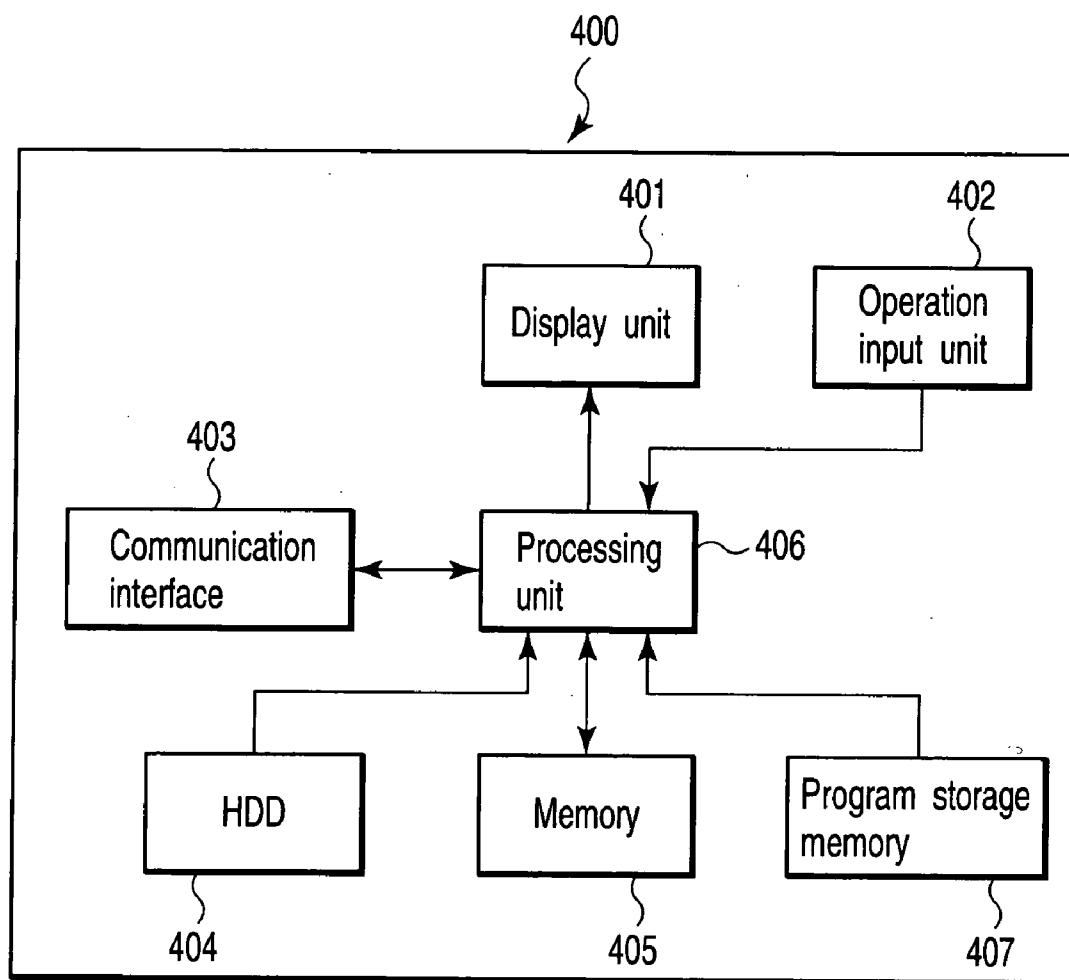 400
401
402
Display unit
Operation
input unit
403
Communication
interface
Processing
unit
406
HDD
Memory
Program storage
memory
404
405
407